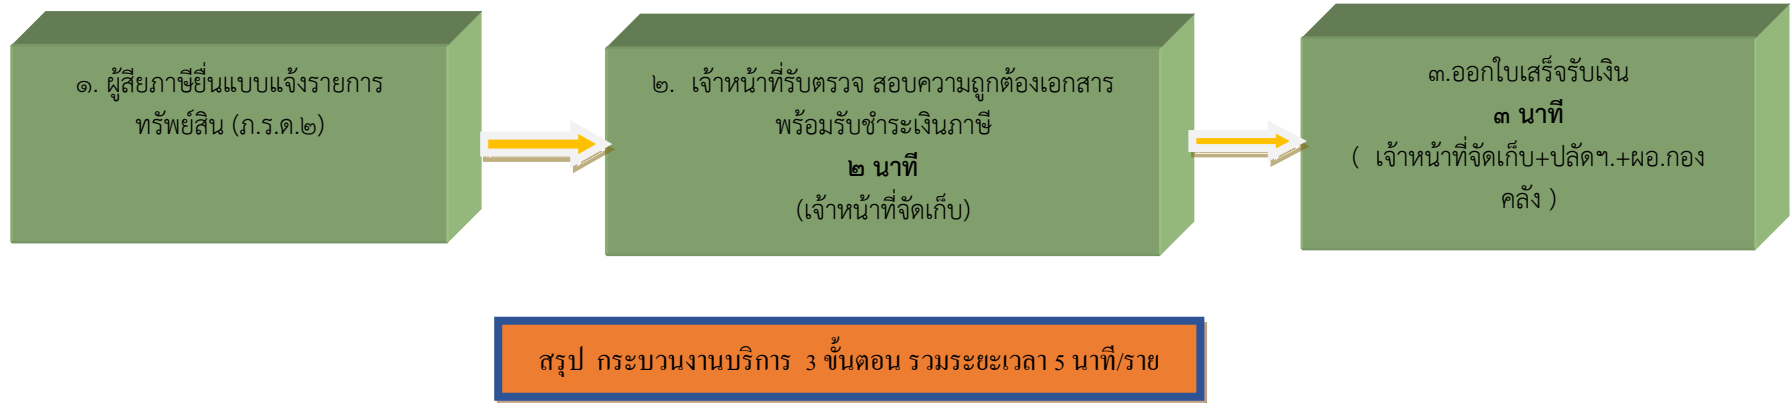 ๑. ผู้สียภาษียื่นแบบแจ้งรายการ
ทรัพย์สิน (ภ.ร.ด.๒)
๒. เจ้าหน้าที่รับตรวจ สอบความถูกต้องเอกสาร
พร้อมรับชำระเงินภาษี
๒ นาที
(เจ้าหน้าที่จัดเก็บ)
๓.ออกใบเสร็จรับเงิน
๓ นาที
( เจ้าหน้าที่จัดเก็บ+ปลัดฯ.+ผอ.กอง
คลัง )
สรุป กระบวนงานบริการ 3 ขั้นตอน รวมระยะเวลา 5 นาที/ราย